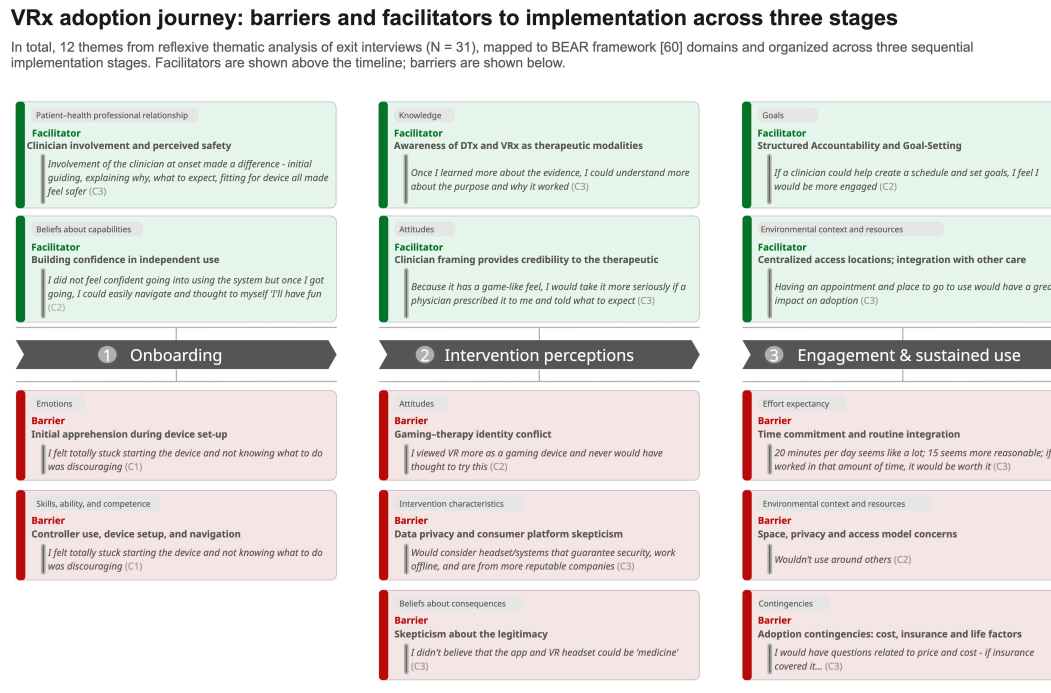 VRx adoption journey: barriers and facilitators to implementation across three stages
In total, 12 themes from reflexive thematic analysis of exit interviews (N = 31), mapped to BEAR framework [60] domains and organized across three sequential
implementation stages. Facilitators are shown above the timeline; barriers are shown below.
Patient–health professional relationship
Facilitator
Clinician involvement and perceived safety
Involvement of the clinician at onset made a difference - initial
guiding, explaining why, what to expect, fitting for device all made
feel safer (C3)
Beliefs about capabilities
Facilitator
Building confidence in independent use
I did not feel confident going into using the system but once I got
going, I could easily navigate and thought to myself 'I'll have fun
(C2)
1 Onboarding
Emotions
Barrier
Initial apprehension during device set-up
I felt totally stuck starting the device and not knowing what to do
was discouraging (C1)
Skills, ability, and competence
Barrier
Controller use, device setup, and navigation
I felt totally stuck starting the device and not knowing what to do
was discouraging (C1)
Knowledge
Facilitator
Awareness of DTx and VRx as therapeutic modalities
Once I learned more about the evidence, I could understand more
about the purpose and why it worked (C3)
Attitudes
Facilitator
Clinician framing provides credibility to the therapeutic
Because it has a game-like feel, I would take it more seriously if a
physician prescribed it to me and told what to expect (C3)
2 Intervention perceptions
Attitudes
Barrier
Gaming–therapy identity conflict
I viewed VR more as a gaming device and never would have
thought to try this (C2)
Intervention characteristics
Barrier
Data privacy and consumer platform skepticism
Would consider headset/systems that guarantee security, work
offline, and are from more reputable companies (C3)
Beliefs about consequences
Barrier
Skepticism about the legitimacy
I didn't believe that the app and VR headset could be 'medicine'
(C3)
Goals
Facilitator
Structured Accountability and Goal-Setting
If a clinician could help create a schedule and set goals, I feel I
would be more engaged (C2)
Environmental context and resources
Facilitator
Centralized access locations; integration with other care
Having an appointment and place to go to use would have a
impact on adoption (C3)
3 Engagement & sustained use
Effort expectancy
Barrier
Time commitment and routine integration
20 minutes per day seems like a lot; 15 seems more reasonable; if
worked in that amount of time, it would be worth it (C3)
Environmental context and resources
Barrier
Space, privacy and access model concerns
Wouldn't use around others (C2)
Contingencies
Barrier
Adoption contingencies: cost, insurance and life factors
I would have questions related to price and cost - if insurance
covered it... (C3)